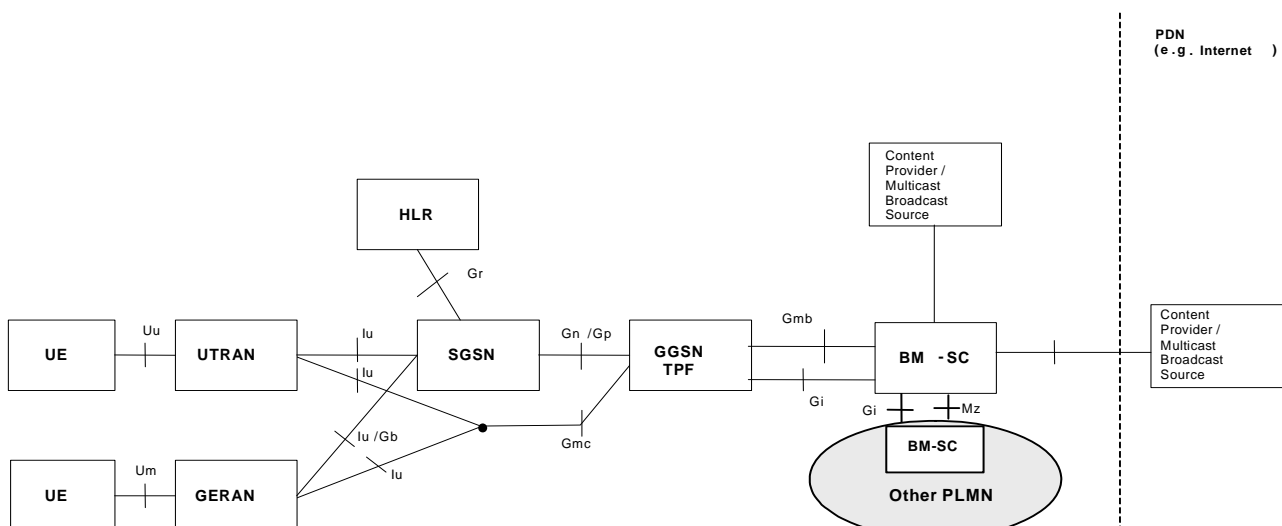 PDN
(e.g. Internet )
Content
Provider /
Multicast
Broadcast
Source
HLR
Gr
Uu
Iu
Gn /Gp
Gmb
UE
UTRAN
SGSN
GGSN
TPF
BM -SC
Content
Provider /
Multicast
Broadcast
Source
Iu
Gi
Gi
Mz
Iu /Gb
Gmc
BM-SC
Um
Iu
UE
GERAN
Other PLMN